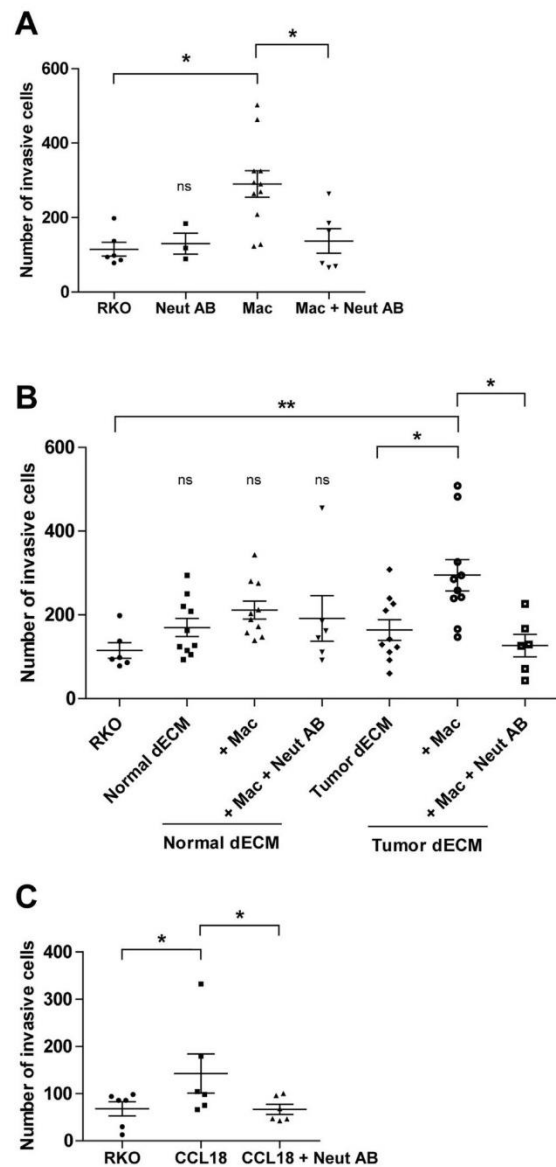 A
*
*
Number of invasive cells
600
400
200
0
ns
RKO Neut AB Mac Mac + Neut AB
B
**
*
*
Number of invasive cells
600
400
200
0
ns ns ns
RKO
Normal dECM
+ Mac
+ Mac + Neut AB
Tumor dECM
+ Mac
+ Mac + Neut AB
Normal dECM Tumor dECM
C
*
*
Number of invasive cells
400
300
200
100
0
RKO CCL18 CCL18 + Neut AB